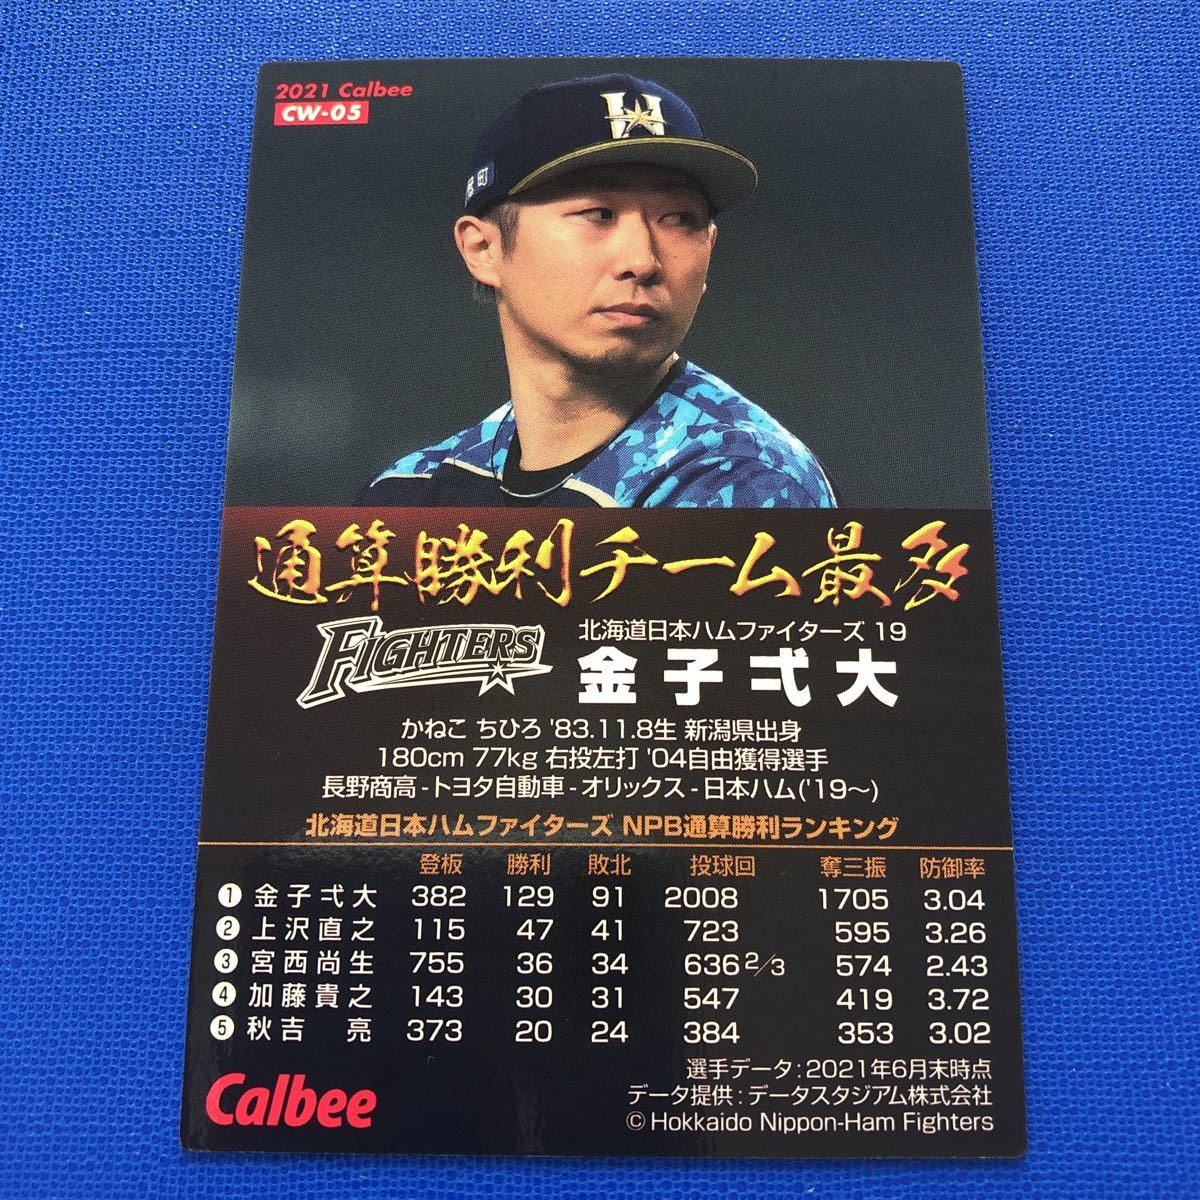 2021 Calbee
CW-05
W
町
通算勝利チーム最多
FIGHTERS
北海道日本ハムファイターズ 19
金子弌大
かねこ ちひろ '83.11.8生 新潟県出身
180cm 77kg 右投左打 '04自由獲得選手
長野商高-トヨタ自動車-オリックス-日本ハム('19〜)
北海道日本ハムファイターズ NPB通算勝利ランキング
登板 勝利 敗北 投球回 奪三振 防御率
❶ 金子弌大 382 129 91 2008 1705 3.04
❷ 上沢直之 115 47 41 723 595 3.26
❸ 宮西尚生 755 36 34 636 2/3 574 2.43
❹ 加藤貴之 143 30 31 547 419 3.72
❺ 秋吉 亮 373 20 24 384 353 3.02
選手データ:2021年6月末時点
データ提供:データスタジアム株式会社
Calbee
© Hokkaido Nippon-Ham Fighters